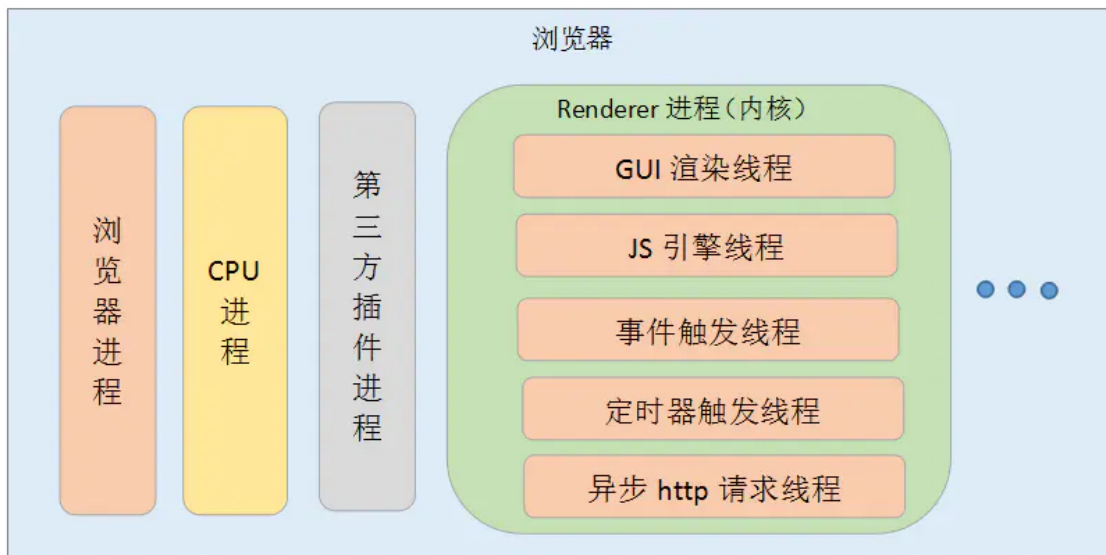 浏览器
浏览器进程
CPU
进程
第三方插件进程
Renderer 进程（内核）
GUI 渲染线程
JS 引擎线程
事件触发线程
定时器触发线程
异步 http 请求线程